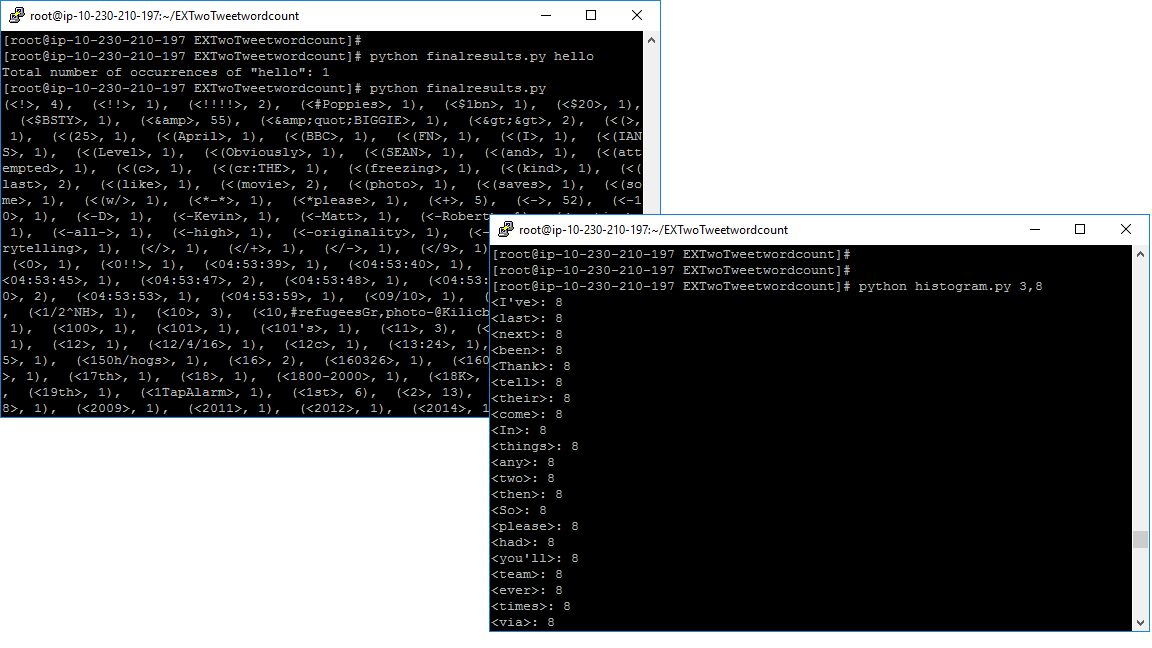 root@ip-10-230-210-197:~/EXTwoTweetwordcount
[root@ip-10-230-210-197 EXTwoTweetwordcount]#
[root@ip-10-230-210-197 EXTwoTweetwordcount]# python finalresults.py hello
Total number of occurrences of "hello": 1
[root@ip-10-230-210-197 EXTwoTweetwordcount]# python finalresults.py
(<!>, 4),  (<!!>, 1),  (<!!!!>, 2),  (<#Poppies>, 1),  (<$1bn>, 1),  (<$20>, 1),
  (<$BSTY>, 1),  (<&amp>, 55),  (<&amp;quot;BIGGIE>, 1),  (<&gt;&gt>, 2),  (<(>,
 1),  (<(25>, 1),  (<(April>, 1),  (<(BBC>, 1),  (<(FN>, 1),  (<(I>, 1),  (<(IAN
S>, 1),  (<(Level>, 1),  (<(Obviously>, 1),  (<(SEAN>, 1),  (<(and>, 1),  (<(att
empted>, 1),  (<(c>, 1),  (<(cr:THE>, 1),  (<(freezing>, 1),  (<(kind>, 1),  (<(
last>, 2),  (<(like>, 1),  (<(movie>, 2),  (<(photo>, 1),  (<(saves>, 1),  (<(so
me>, 1),  (<(w/>, 1),  (<*-*>, 1),  (<*please>, 1),  (<+>, 5),  (<->, 52),  (<-1
0>, 1),  (<-D>, 1),  (<-Kevin>, 1),  (<-Matt>, 1),  (<-Robert
 1),  (<-all->, 1),  (<-high>, 1),  (<-originality>, 1),  (<-
rytelling>, 1),  (</>, 1),  (</+>, 1),  (</->, 1),  (</9>, 1),
 (<0>, 1),  (<0!!>, 1),  (<04:53:39>, 1),  (<04:53:40>, 1),  (
<04:53:45>, 1),  (<04:53:47>, 2),  (<04:53:48>, 1),  (<04:53:
0>, 2),  (<04:53:53>, 1),  (<04:53:59>, 1),  (<09/10>, 1),  (
,  (<1/2^NH>, 1),  (<10>, 3),  (<10,#refugeesGr,photo-@Kilicb
 1),  (<100>, 1),  (<101>, 1),  (<101's>, 1),  (<11>, 3),  (<
 1),  (<12>, 1),  (<12/4/16>, 1),  (<12c>, 1),  (<13:24>, 1),
5>, 1),  (<150h/hogs>, 1),  (<16>, 2),  (<160326>, 1),  (<160
>, 1),  (<17th>, 1),  (<18>, 1),  (<1800-2000>, 1),  (<18K>,
,  (<19th>, 1),  (<1TapAlarm>, 1),  (<1st>, 6),  (<2>, 13),
8>, 1),  (<2009>, 1),  (<2011>, 1),  (<2012>, 1),  (<2014>, 1
root@ip-10-230-210-197:~/EXTwoTweetwordcount
[root@ip-10-230-210-197 EXTwoTweetwordcount]#
[root@ip-10-230-210-197 EXTwoTweetwordcount]#
[root@ip-10-230-210-197 EXTwoTweetwordcount]# python histogram.py 3,8
<I've>: 8
<last>: 8
<next>: 8
<been>: 8
<Thank>: 8
<tell>: 8
<their>: 8
<come>: 8
<In>: 8
<things>: 8
<any>: 8
<two>: 8
<then>: 8
<So>: 8
<please>: 8
<had>: 8
<you'll>: 8
<team>: 8
<ever>: 8
<times>: 8
<via>: 8